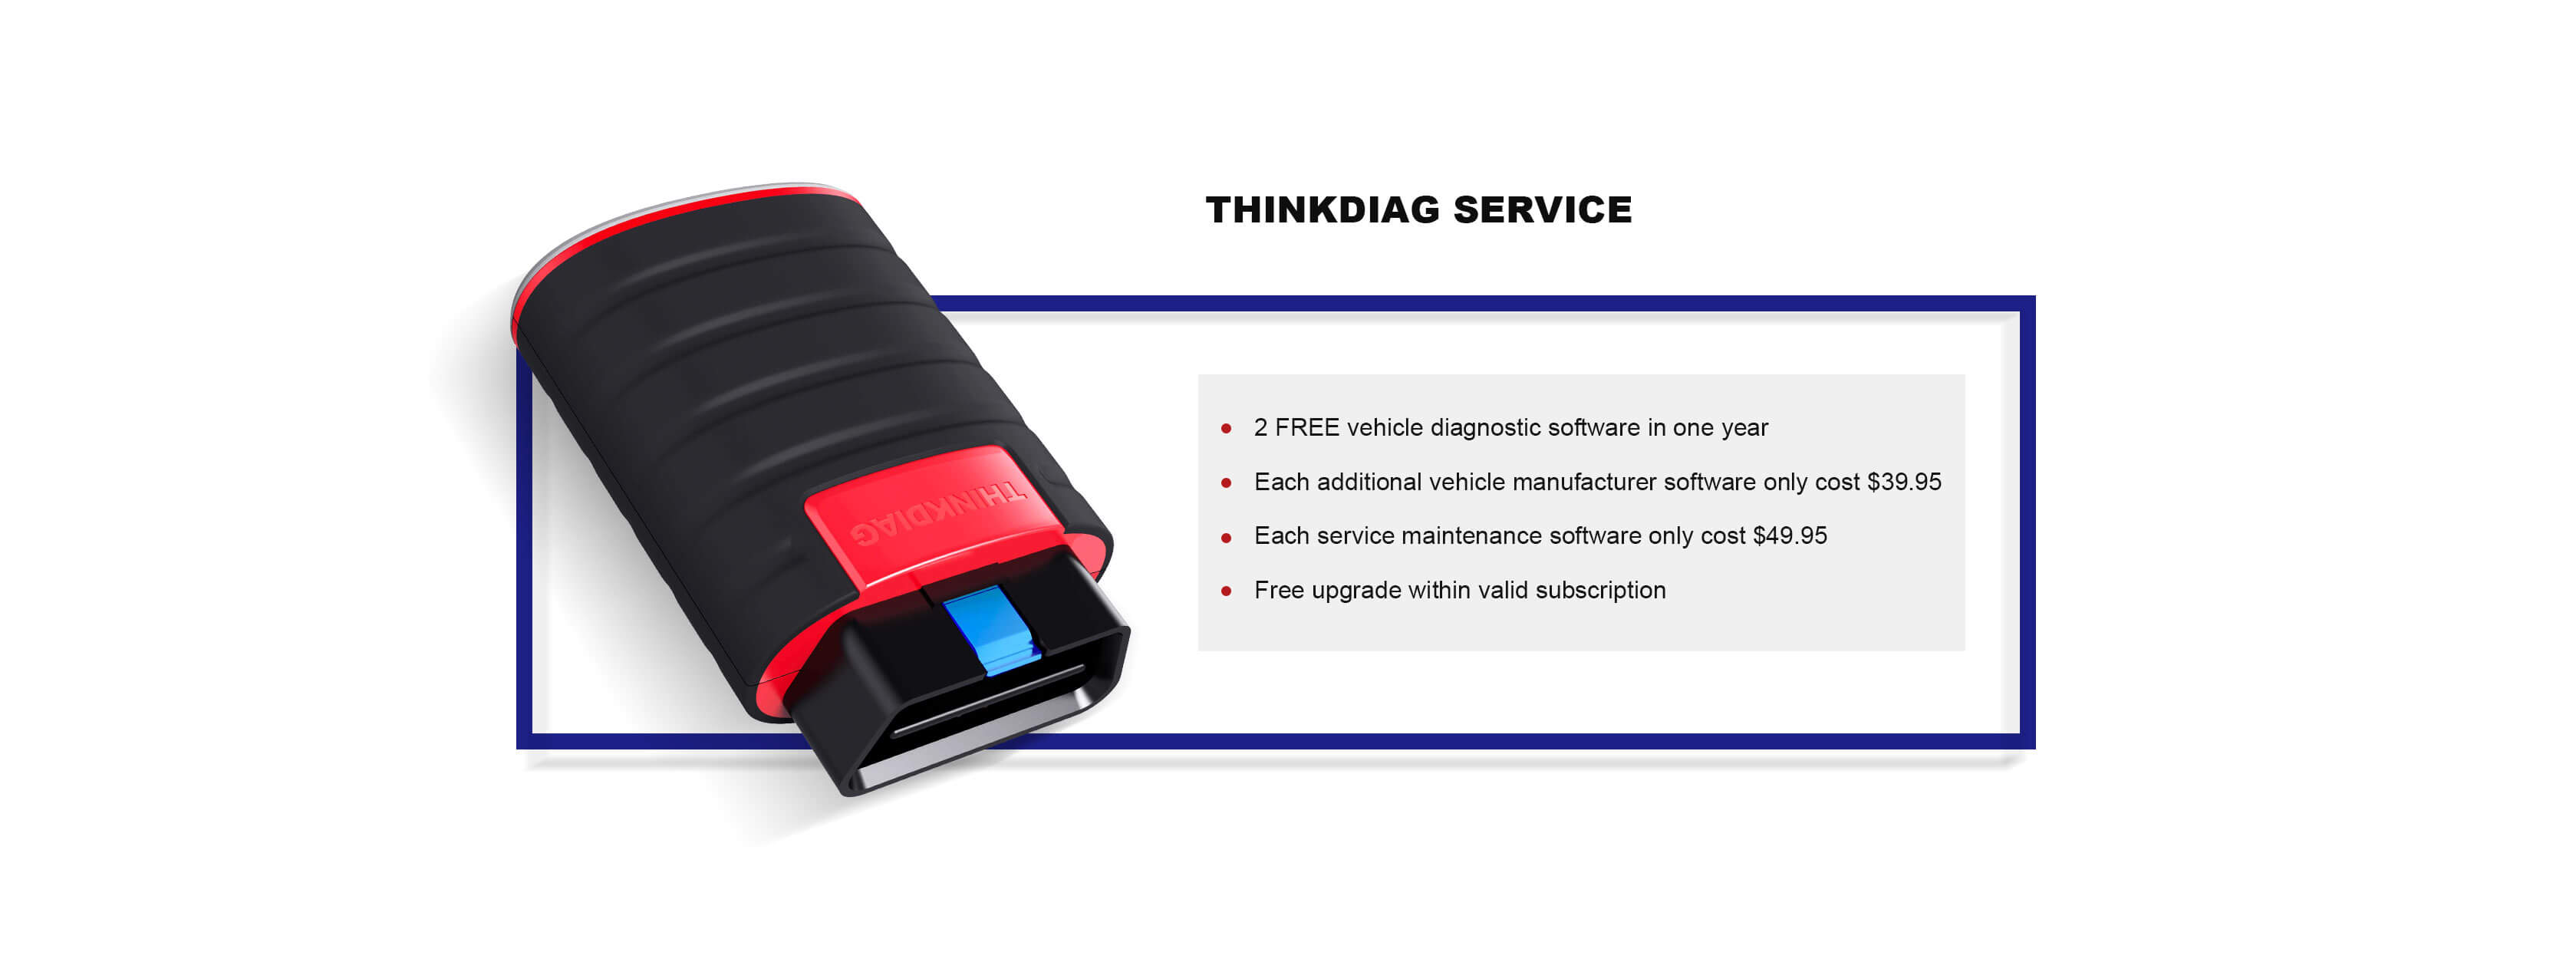 THINKDIAG SERVICE
2 FREE vehicle diagnostic software in one year
Each additional vehicle manufacturer software only cost $39.95
Each service maintenance software only cost $49.95
Free upgrade within valid subscription
THINKDIAG